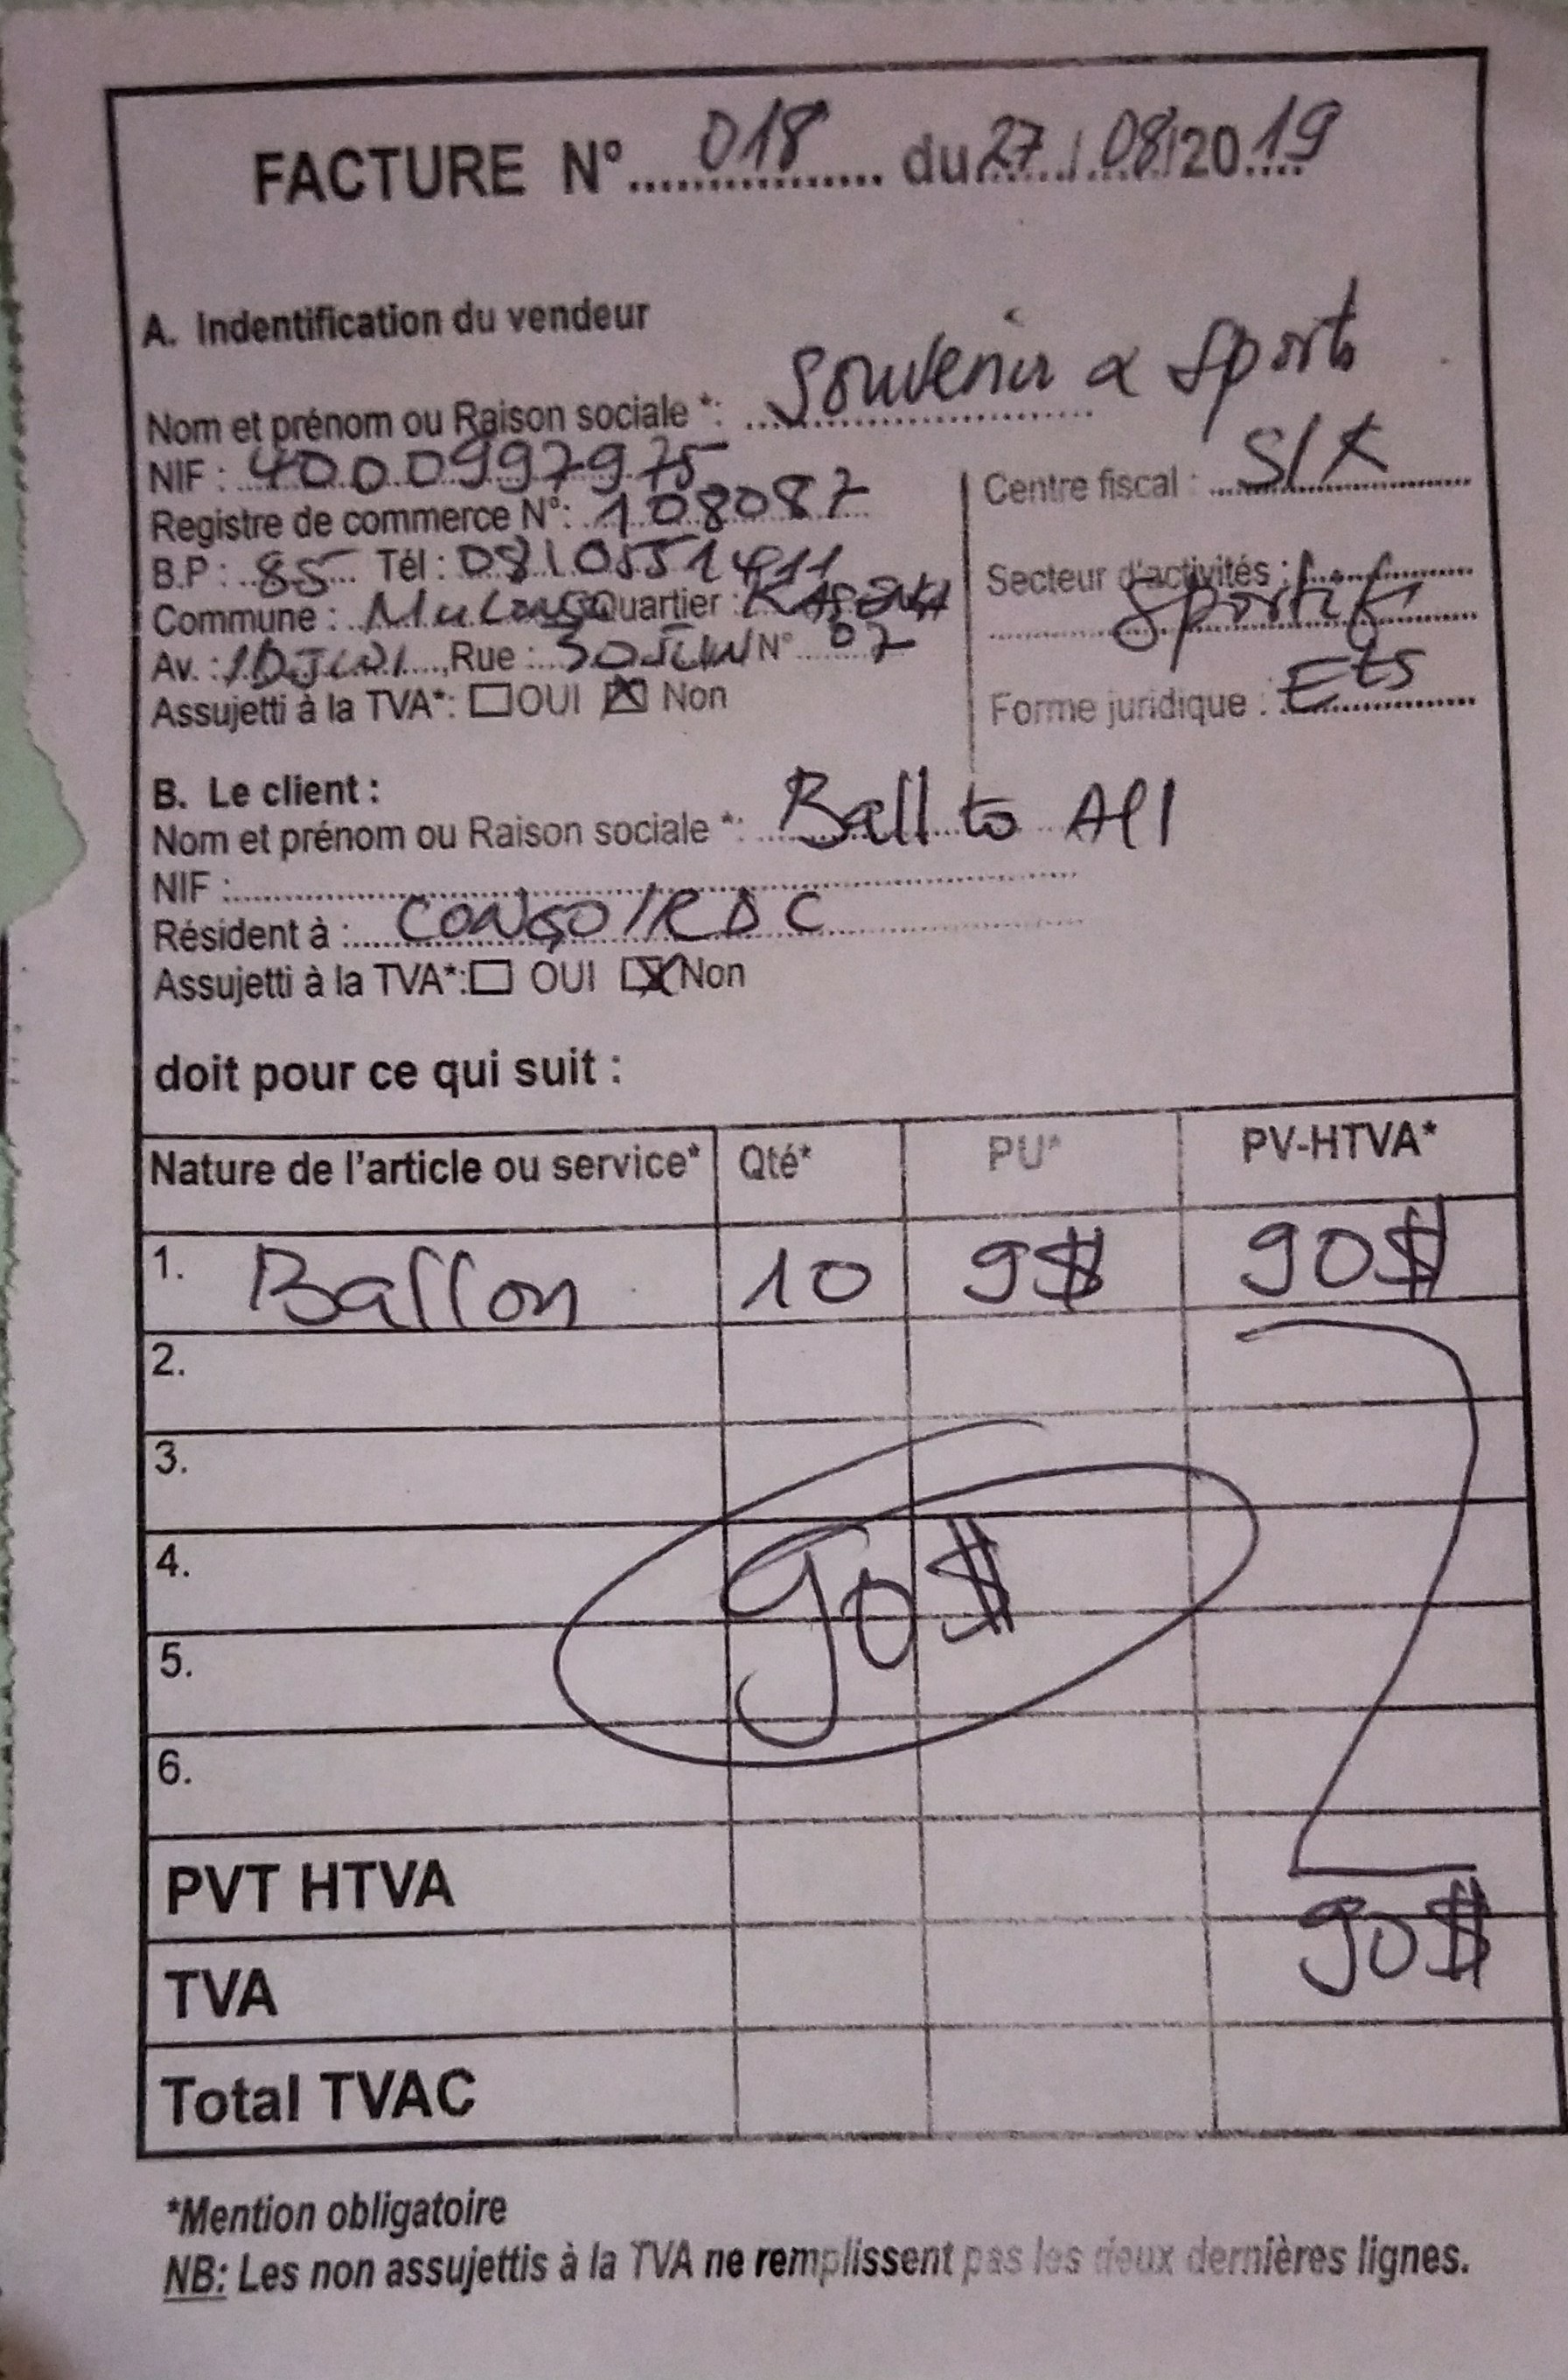 FACTURE N° 018 du 27/08/2019
A. Indentification du vendeur
Nom et prénom ou Raison sociale *: Souvenir & Sports
NIF : 4000997975
Centre fiscal : S/K
Registre de commerce N°: 108087
B.P : 85 Tél : 0810551411
Secteur d'activités :
Sportif
Commune : Quartier :
Av. : IDJWI, Rue : 30 JUIN N° 07
Assujetti à la TVA*: OUI Non
Forme juridique : Ets
B. Le client :
Nom et prénom ou Raison sociale *: Ball to All
NIF :
Résident à : CONGO/RDC
Assujetti à la TVA*: OUI Non
doit pour ce qui suit :
Nature de l'article ou service* Qté* PU* PV-HTVA*
1. Ballon 10 9$ 90$
2.
3.
4. 90$
5.
6.
PVT HTVA
90$
TVA
Total TVAC
*Mention obligatoire
NB: Les non assujettis à la TVA ne remplissent pas les deux dernières lignes.